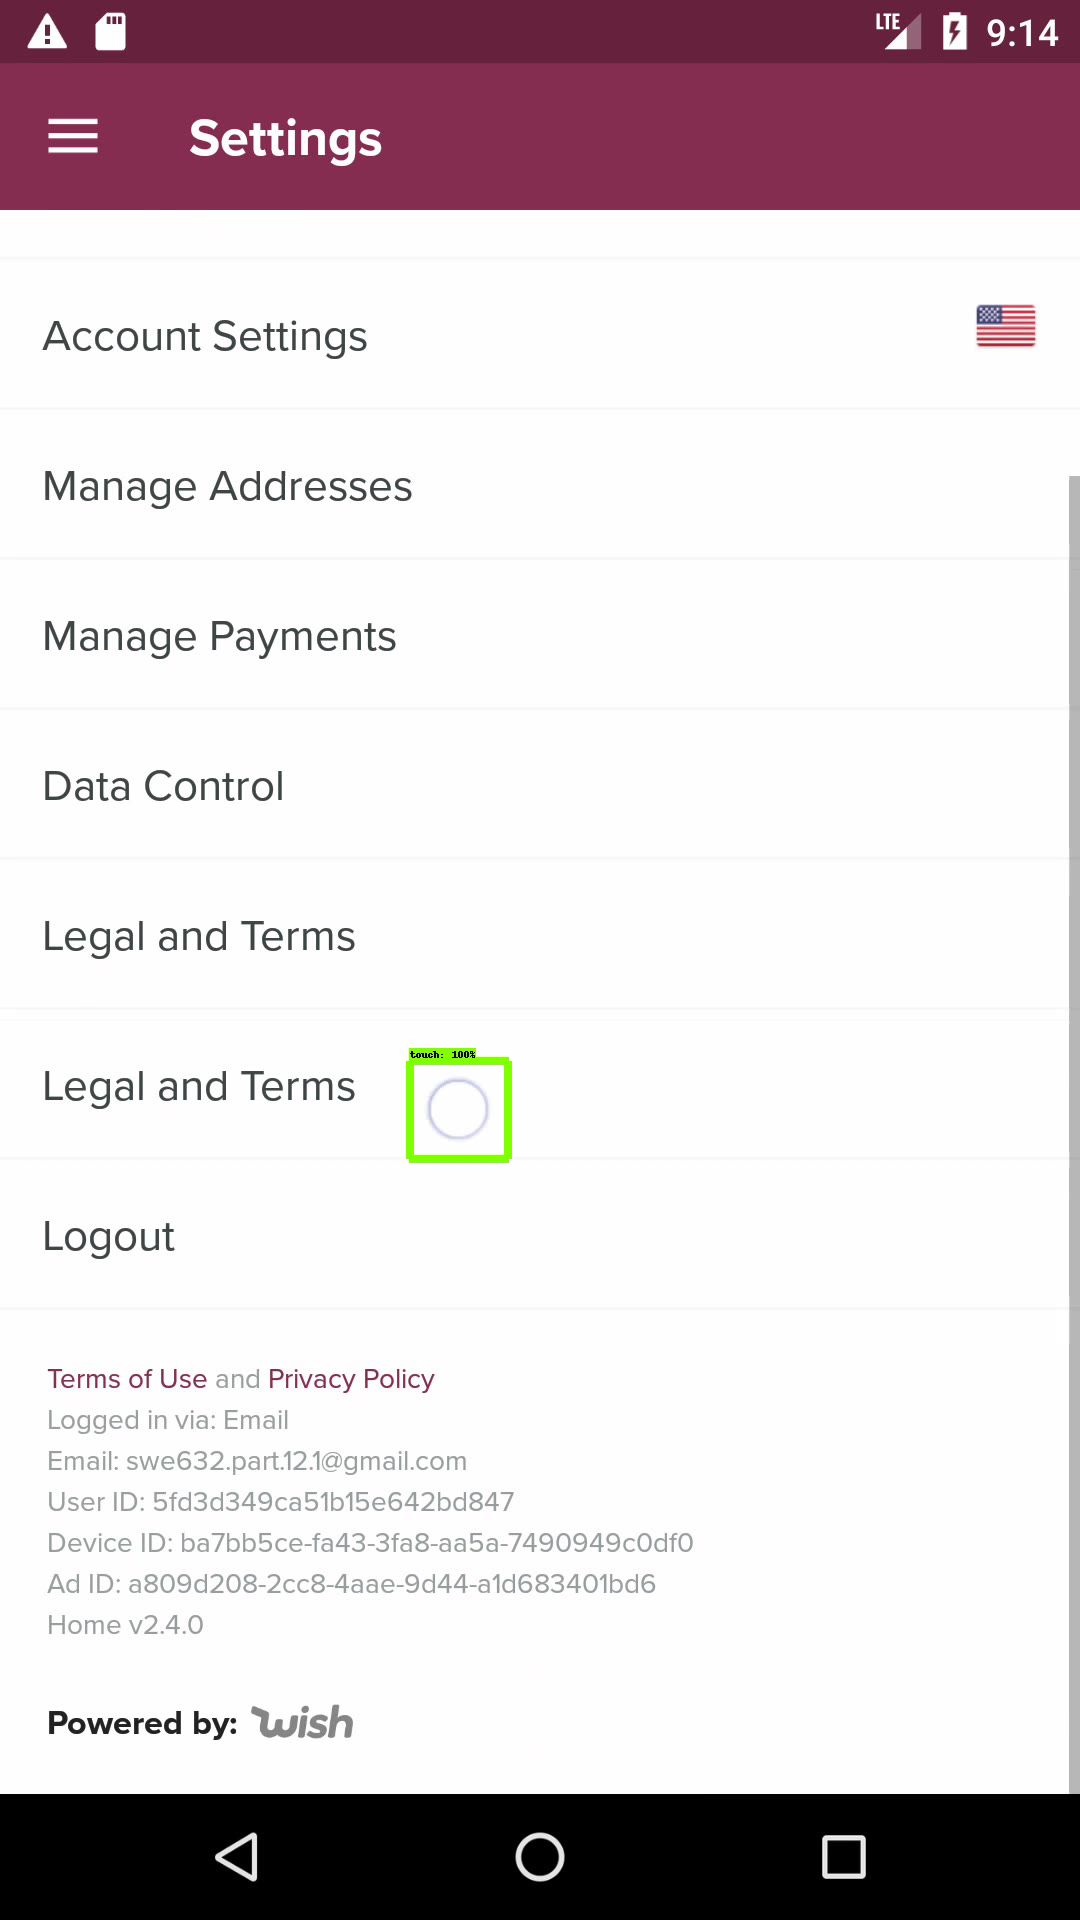 LTE 9:14
Settings
Account Settings
Manage Addresses
Manage Payments
Data Control
Legal and Terms
touch: 100%
Legal and Terms
Logout
Terms of Use and Privacy Policy
Logged in via: Email
Email: swe632.part.12.1@gmail.com
User ID: 5fd3d349ca51b15e642bd847
Device ID: ba7bb5ce-fa43-3fa8-aa5a-7490949c0df0
Ad ID: a809d208-2cc8-4aae-9d44-a1d683401bd6
Home v2.4.0
Powered by: wish